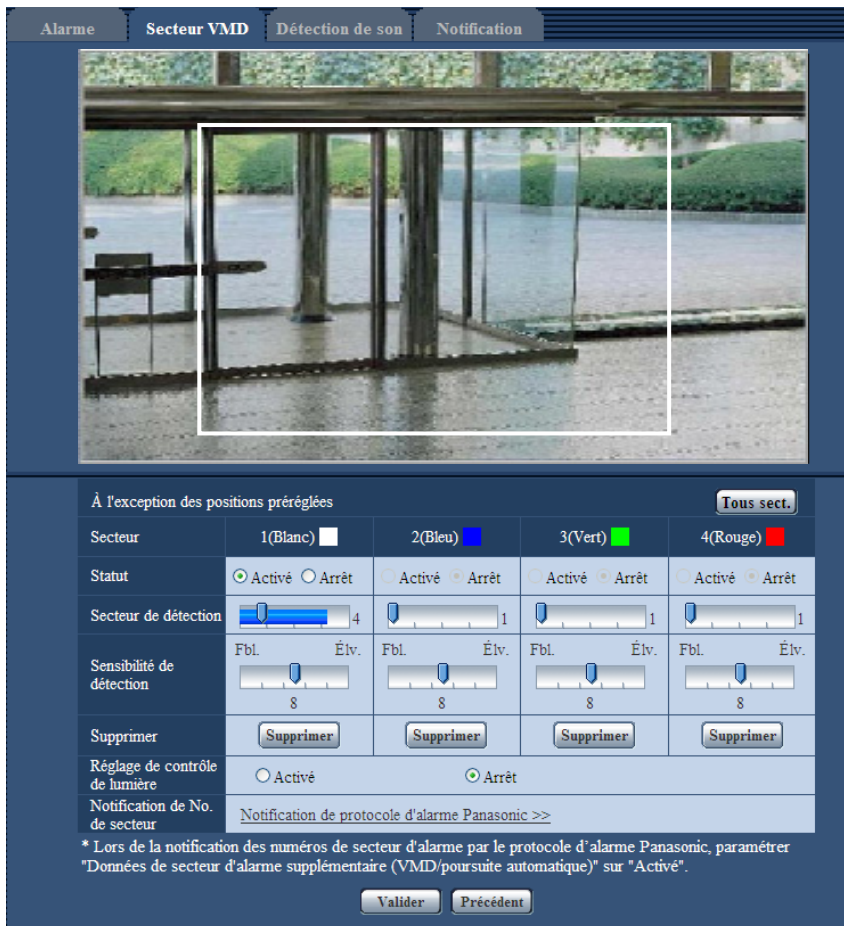 Alarme Secteur VMD Détection de son Notification
À l'exception des positions préréglées Tous sect.
Secteur 1(Blanc) 2(Bleu) 3(Vert) 4(Rouge)
Statut Activé Arrêt Activé Arrêt Activé Arrêt Activé Arrêt
Secteur de détection 4 1 1 1
Sensibilité de détection Fbl. Élv. Fbl. Élv. Fbl. Élv. Fbl. Élv.
8 8 8 8
Supprimer Supprimer Supprimer Supprimer Supprimer
Réglage de contrôle
de lumière Activé Arrêt
Notification de No.
de secteur Notification de protocole d'alarme Panasonic >>
* Lors de la notification des numéros de secteur d'alarme par le protocole d’alarme Panasonic, paramétrer
"Données de secteur d'alarme supplémentaire (VMD/poursuite automatique)" sur "Activé".
Valider Précédent